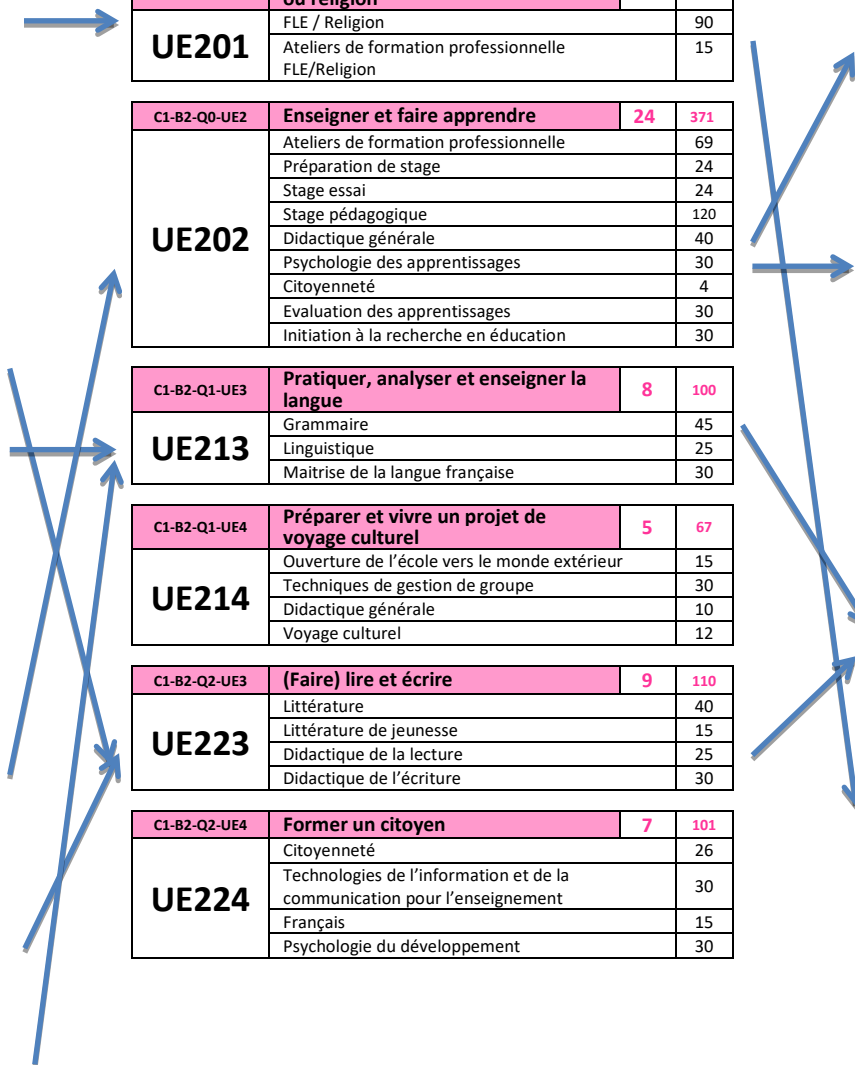 ou religion
UE201
FLE / Religion 90
Ateliers de formation professionnelle 15
FLE/Religion
C1-B2-Q0-UE2 Enseigner et faire apprendre 24 371
UE202
Ateliers de formation professionnelle 69
Préparation de stage 24
Stage essai 24
Stage pédagogique 120
Didactique générale 40
Psychologie des apprentissages 30
Citoyenneté 4
Evaluation des apprentissages 30
Initiation à la recherche en éducation 30
C1-B2-Q1-UE3 Pratiquer, analyser et enseigner la 8 100
langue
UE213
Grammaire 45
Linguistique 25
Maitrise de la langue française 30
C1-B2-Q1-UE4 Préparer et vivre un projet de 5 67
voyage culturel
UE214
Ouverture de l’école vers le monde extérieur 15
Techniques de gestion de groupe 30
Didactique générale 10
Voyage culturel 12
C1-B2-Q2-UE3 (Faire) lire et écrire 9 110
UE223
Littérature 40
Littérature de jeunesse 15
Didactique de la lecture 25
Didactique de l’écriture 30
C1-B2-Q2-UE4 Former un citoyen 7 101
UE224
Citoyenneté 26
Technologies de l’information et de la 30
communication pour l’enseignement
Français 15
Psychologie du développement 30